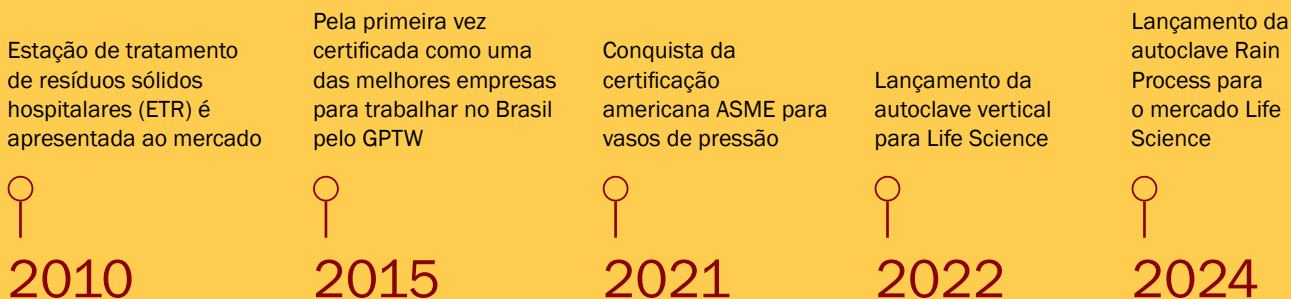 Estação de tratamento
de resíduos sólidos
hospitalares (ETR) é
apresentada ao mercado
2010
Pela primeira vez
certificada como uma
das melhores empresas
para trabalhar no Brasil
pelo GPTW
2015
Conquista da
certificação
americana ASME para
vasos de pressão
2021
Lançamento da
autoclave vertical
para Life Science
2022
Lançamento da
autoclave Rain
Process para
o mercado Life
Science
2024